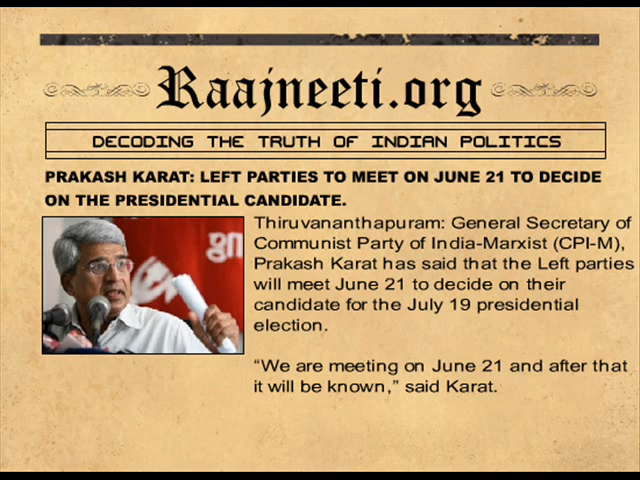 Raajneeti.org
DECODING THE TRUTH OF INDIAN POLITICS
PRAKASH KARAT: LEFT PARTIES TO MEET ON JUNE 21 TO DECIDE
ON THE PRESIDENTIAL CANDIDATE.
Thiruvananthapuram: General Secretary of
Communist Party of India-Marxist (CPI-M),
Prakash Karat has said that the Left parties
will meet June 21 to decide on their
candidate for the July 19 presidential
election.
“We are meeting on June 21 and after that
it will be known,” said Karat.